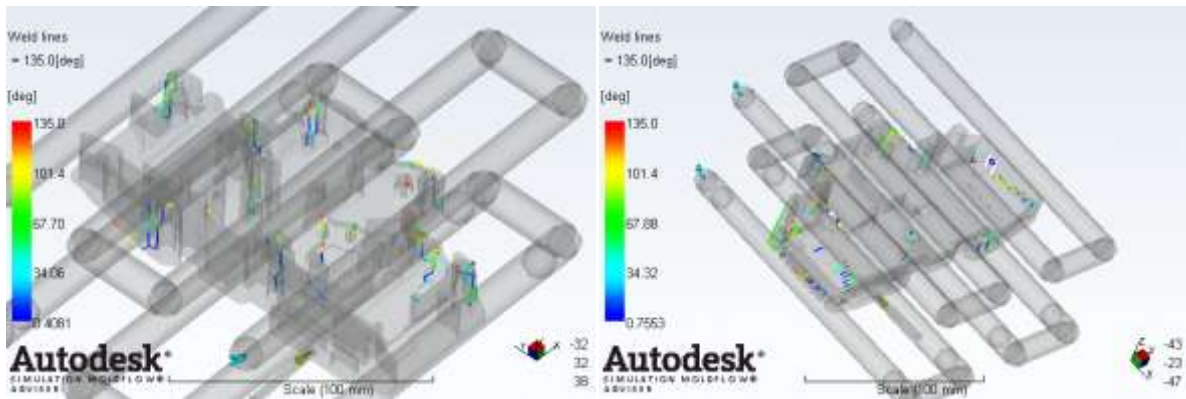 Weld lines
= 135.0[deg]
[deg]
135.0
101.4
67.70
34.06
0.4081
Autodesk®
SIMULATION MOLDFLOW®
ADVISER
Scale (100 mm)
-32
32
38
Weld lines
= 135.0[deg]
[deg]
135.0
101.4
67.88
34.32
0.7553
Autodesk®
SIMULATION MOLDFLOW®
ADVISER
Scale (100 mm)
Z
-43
-23
-47